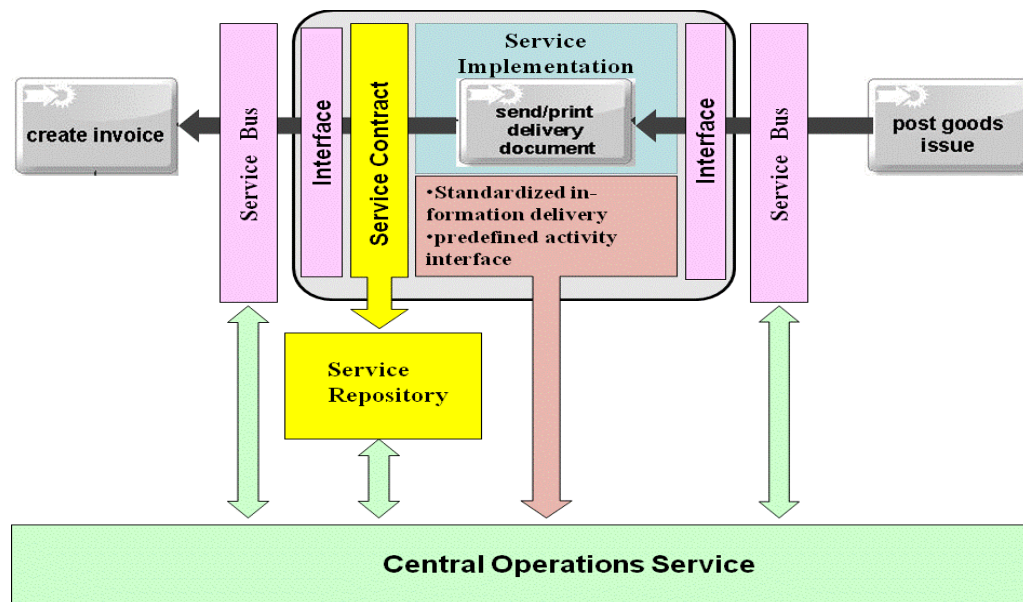 create invoice
Service Bus
Interface
Service Contract
Service
Implementation
send/print
delivery
document
•Standardized in-
formation delivery
•predefined activity
interface
Interface
Service Bus
post goods
issue
Service
Repository
Central Operations Service